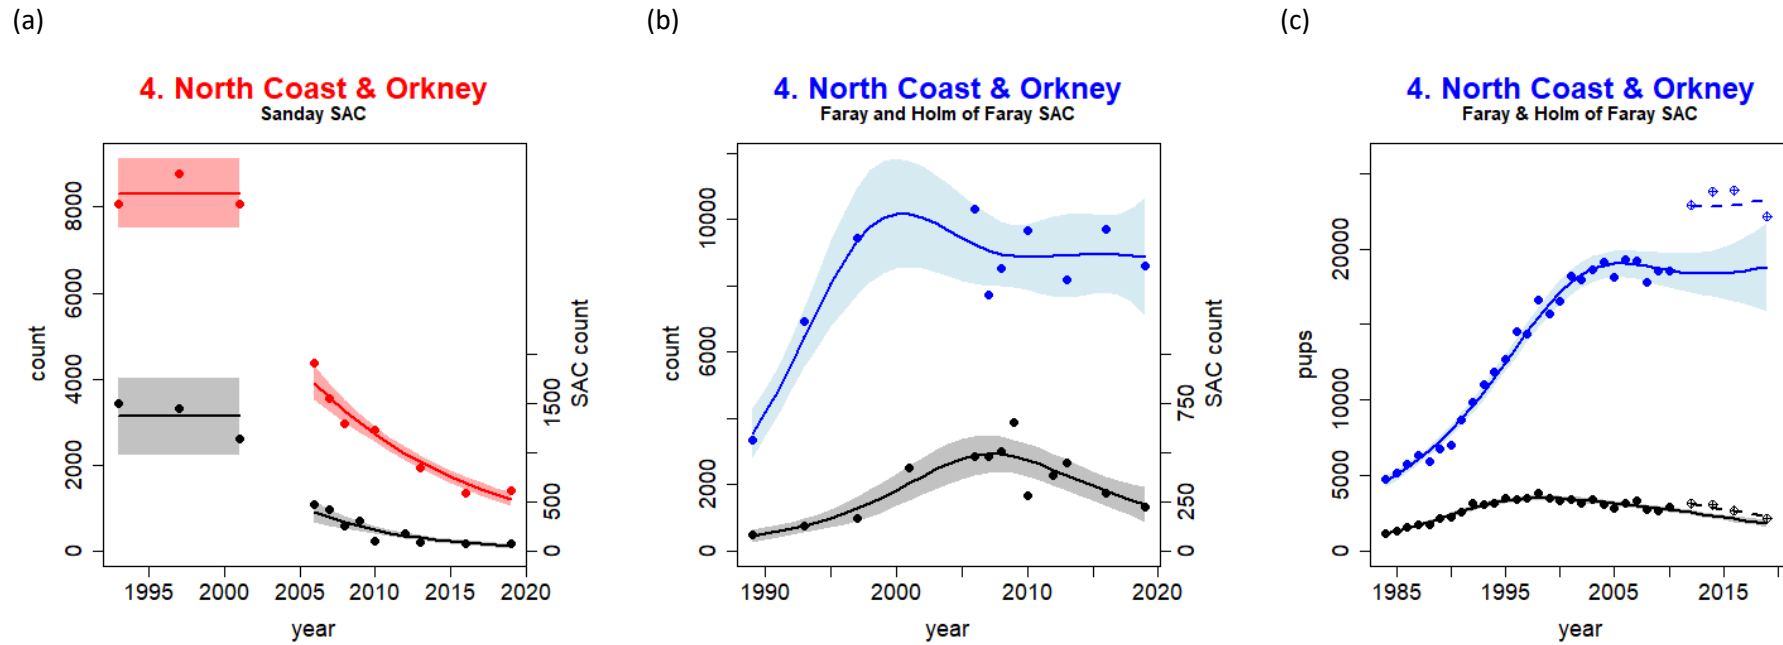 (a)
(b)
(c)
4. North Coast & Orkney
Sanday SAC
count
0
2000
4000
6000
8000
SAC count
0
500
1500
1995
2000
2005
2010
2015
2020
year
4. North Coast & Orkney
Faray and Holm of Faray SAC
count
0
2000
6000
10000
SAC count
0
250
750
1990
2000
2010
2020
year
4. North Coast & Orkney
Faray & Holm of Faray SAC
pups
0
5000
10000
20000
1985
1995
2005
2015
year